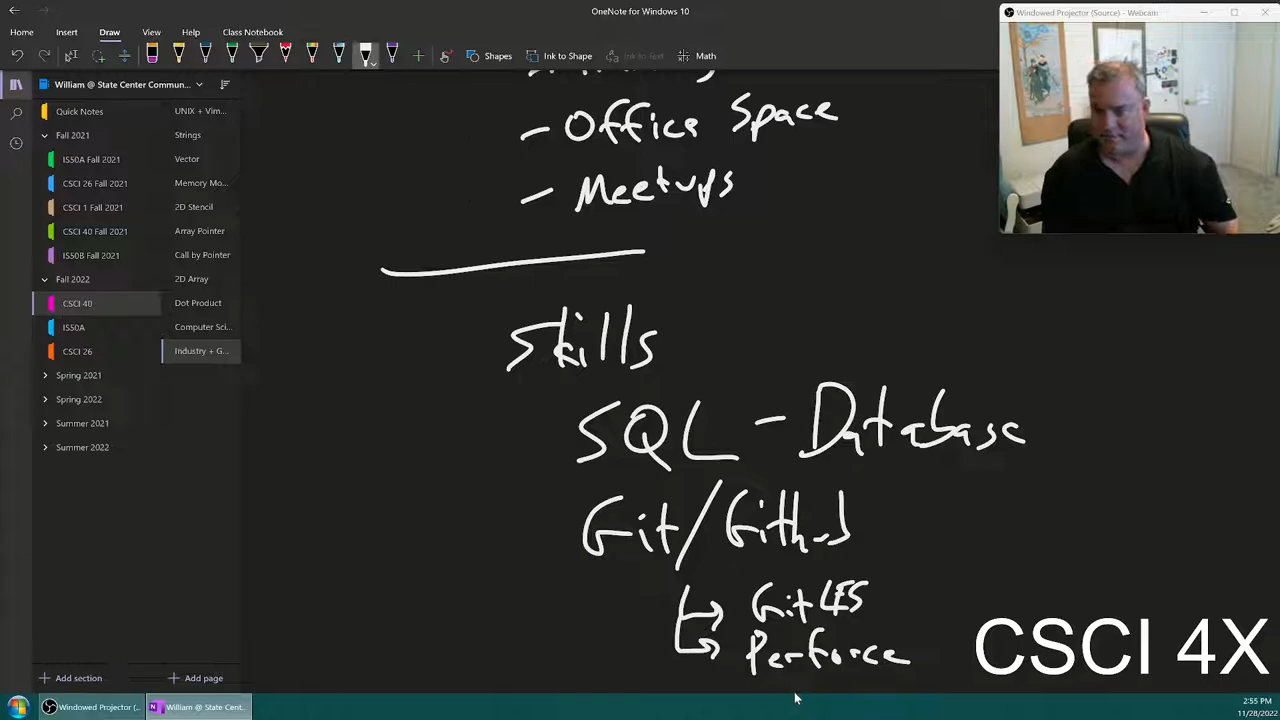 OneNote for Windows 10
Windowed Projector (Source) - Webcam
Draw
View
Class Notebook
Shapes
Ink to Shape
Ink to Text
Math
William @ State Center Commun...
Quick Notes
Fall 2021
IS50A Fall 2021
CSCI 26 Fall 2021
CSCI 1 Fall 2021
CSCI 40 Fall 2021
IS50B Fall 2021
Fall 2022
CSCI 40
IS50A
CSCI 26
Spring 2021
Spring 2022
Summer 2021
Summer 2022
UNIX + Vim...
Strings
Vector
Memory Mo...
2D Stencil
Array Pointer
Call by Pointer
2D Array
Dot Product
Computer Sci...
Industry + G...
- Office Space
- Meetups
Skills
SQL - Database
Git/Github
Git LFS
Perforce
CSCI 4X
+ Add section
+ Add page
Windowed Projector (...
William @ State Cent...
2:55 PM
11/28/2022